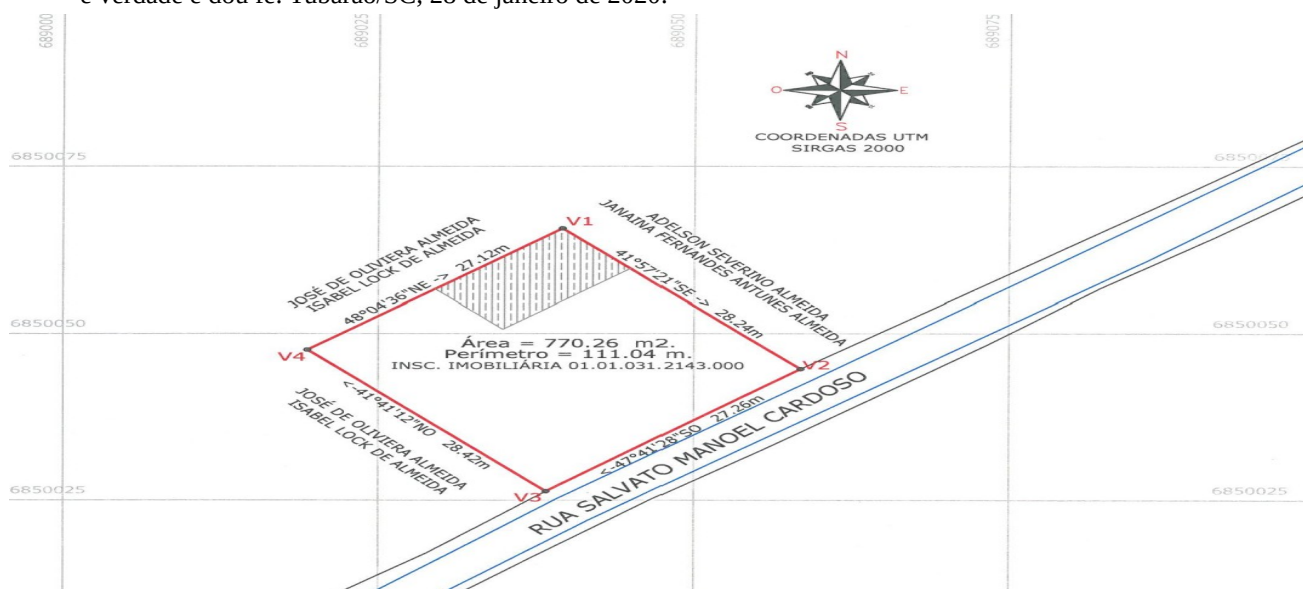 é verdade e dou fé. Tubarão/SC, 28 de janeiro de 2020.
689000
689025
689050
689075
N
O
E
S
COORDENADAS UTM
SIRGAS 2000
6850075
V1
JOSÉ DE OLIVIERA ALMEIDA
ISABEL LOCK DE ALMEIDA
48°04'36"NE -> 27.12m
ADELSON SEVERINO ALMEIDA
JANAINA FERNANDES ANTUNES ALMEIDA
41°57'21"SE -> 28.24m
6850050
6850050
V4
Área = 770.26 m2.
Perímetro = 111.04 m.
INSC. IMOBILIÁRIA 01.01.031.2143.000
V2
<-41°41'12"NO 28.42m
JOSÉ DE OLIVIERA ALMEIDA
ISABEL LOCK DE ALMEIDA
<-47°41'28"SO 27.26m
RUA SALVATO MANOEL CARDOSO
6850025
V3
6850025